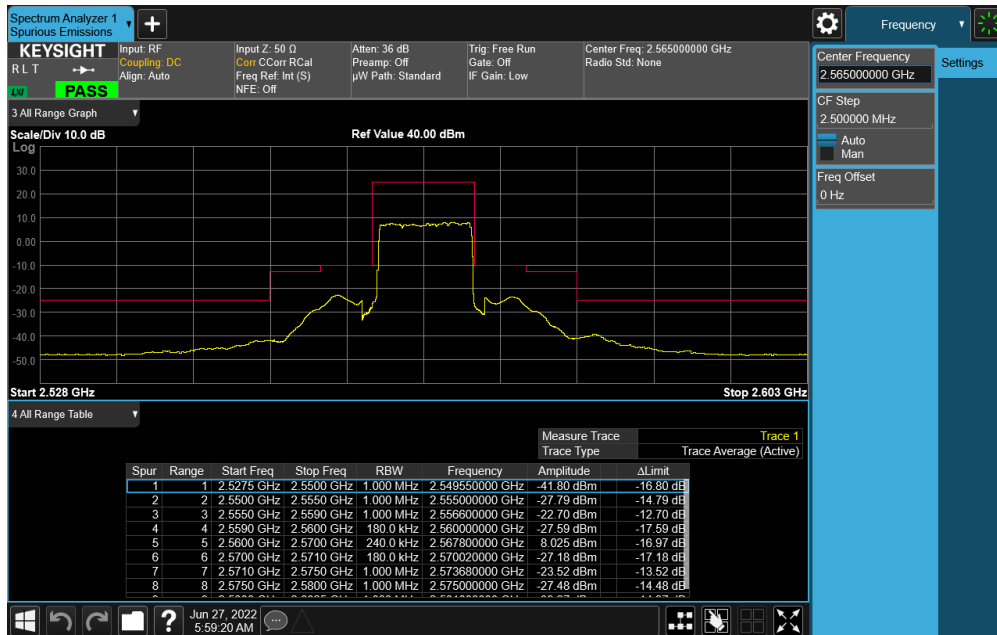 Spectrum Analyzer 1
Spurious Emissions
Frequency
KEYSIGHT
R L T
LXI
PASS
Input: RF
Coupling: DC
Align: Auto
Input Z: 50 Ω
Corr CCorr RCal
Freq Ref: Int (S)
NFE: Off
Atten: 36 dB
Preamp: Off
µW Path: Standard
Trig: Free Run
Gate: Off
IF Gain: Low
Center Freq: 2.565000000 GHz
Radio Std: None
Center Frequency
2.565000000 GHz
Settings
CF Step
2.500000 MHz
Auto
Man
Freq Offset
0 Hz
3 All Range Graph
Scale/Div 10.0 dB
Ref Value 40.00 dBm
Log
30.0
20.0
10.0
0.00
-10.0
-20.0
-30.0
-40.0
-50.0
Start 2.528 GHz
Stop 2.603 GHz
4 All Range Table
Measure Trace Trace 1
Trace Type Trace Average (Active)
Spur Range Start Freq Stop Freq RBW Frequency Amplitude ΔLimit
1 1 2.5275 GHz 2.5500 GHz 1.000 MHz 2.549550000 GHz -41.80 dBm -16.80 dB
2 2 2.5500 GHz 2.5550 GHz 1.000 MHz 2.555000000 GHz -27.79 dBm -14.79 dB
3 3 2.5550 GHz 2.5590 GHz 1.000 MHz 2.556600000 GHz -22.70 dBm -12.70 dB
4 4 2.5590 GHz 2.5600 GHz 180.0 kHz 2.560000000 GHz -27.59 dBm -17.59 dB
5 5 2.5600 GHz 2.5700 GHz 240.0 kHz 2.567800000 GHz 8.025 dBm -16.97 dB
6 6 2.5700 GHz 2.5710 GHz 180.0 kHz 2.570020000 GHz -27.18 dBm -17.18 dB
7 7 2.5710 GHz 2.5750 GHz 1.000 MHz 2.573680000 GHz -23.52 dBm -13.52 dB
8 8 2.5750 GHz 2.5800 GHz 1.000 MHz 2.575000000 GHz -27.48 dBm -14.48 dB
Jun 27, 2022
5:59:20 AM